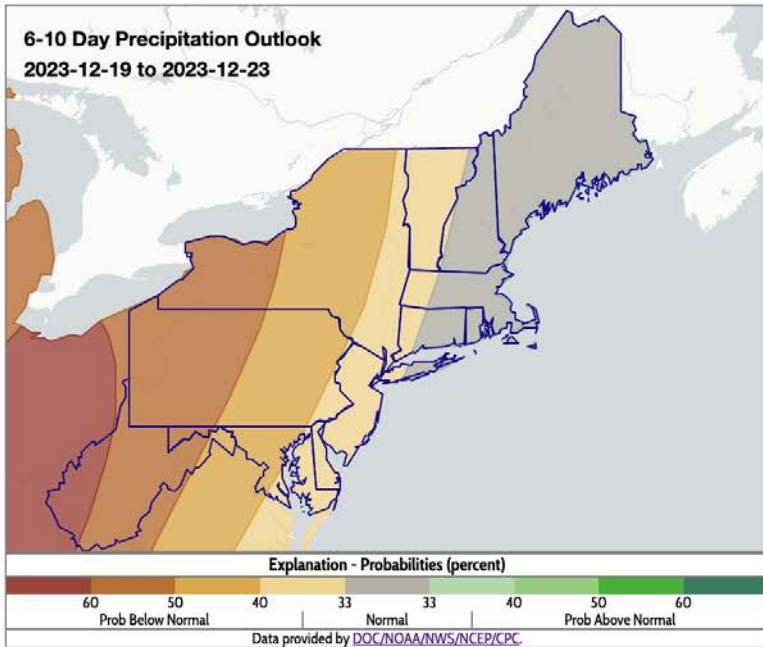 6-10 Day Precipitation Outlook
2023-12-19 to 2023-12-23
Explanation - Probabilities (percent)
60 50 40 33 33 40 50 60
Prob Below Normal | Normal | Prob Above Normal
Data provided by DOC/NOAA/NWS/NCEP/CPC.